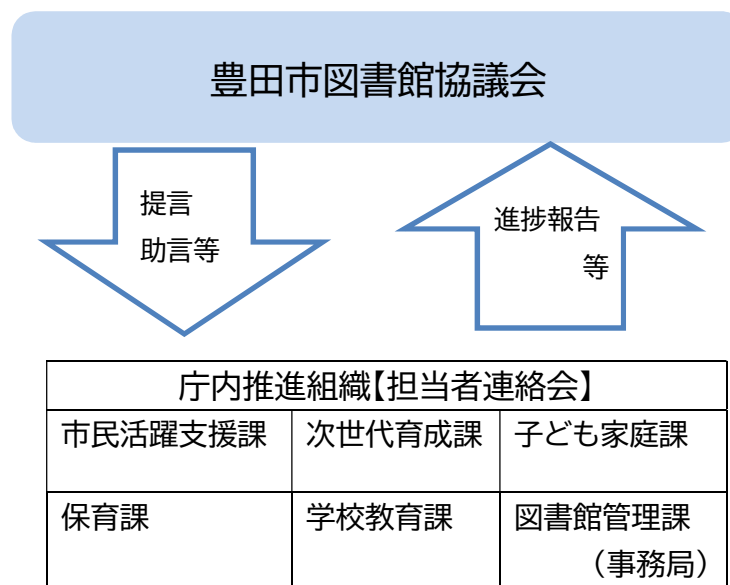 豊田市図書館協議会
提言
助言等
進捗報告
等
庁内推進組織【担当者連絡会】
市民活躍支援課 次世代育成課 子ども家庭課
保育課 学校教育課 図書館管理課
（事務局）